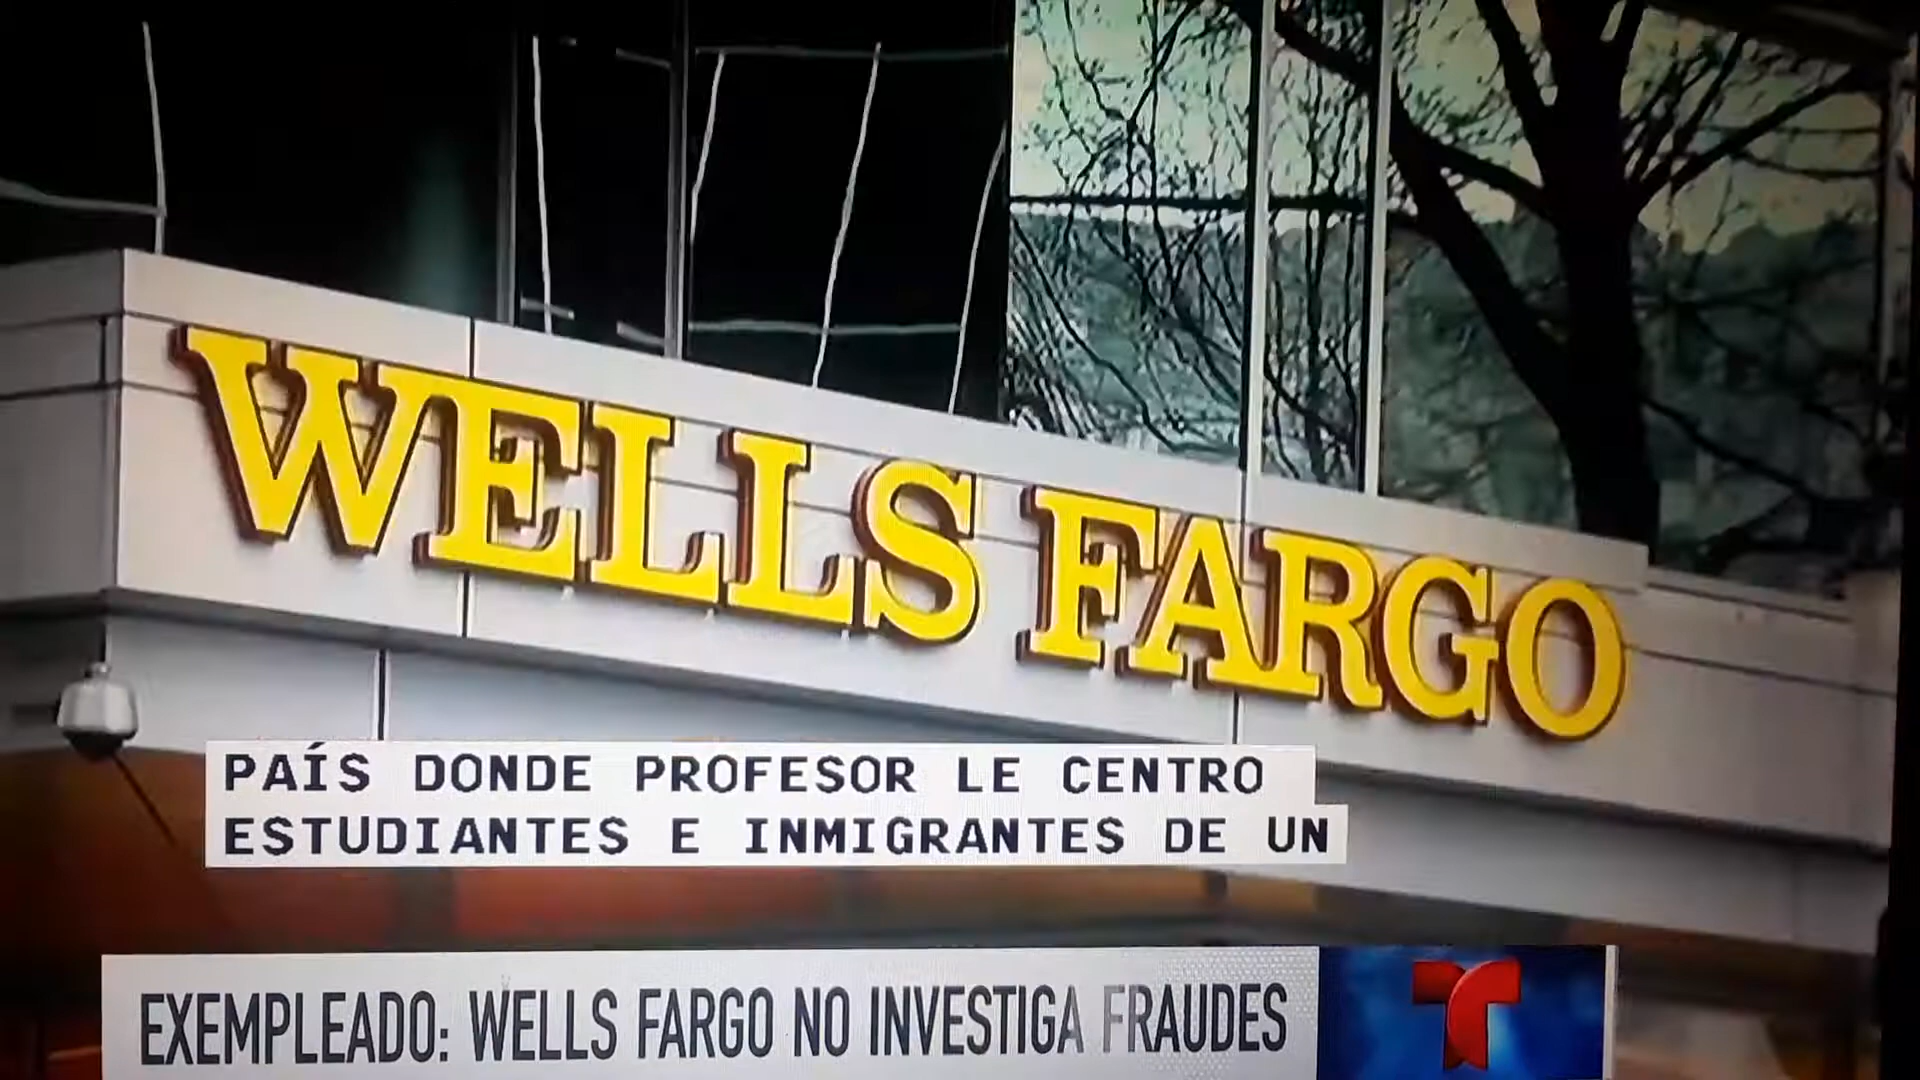 WELLS FARGO
PAÍS DONDE PROFESOR LE CENTRO
ESTUDIANTES E INMIGRANTES DE UN
EXEMPLEADO: WELLS FARGO NO INVESTIGA FRAUDES